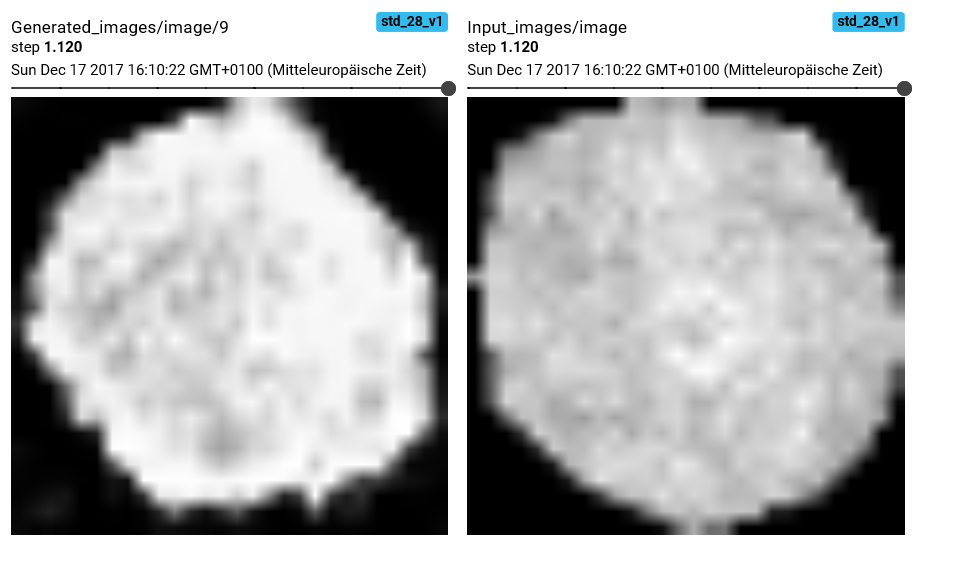 Generated_images/image/9
std_28_v1
step 1.120
Sun Dec 17 2017 16:10:22 GMT+0100 (Mitteleuropäische Zeit)
Input_images/image
std_28_v1
step 1.120
Sun Dec 17 2017 16:10:22 GMT+0100 (Mitteleuropäische Zeit)